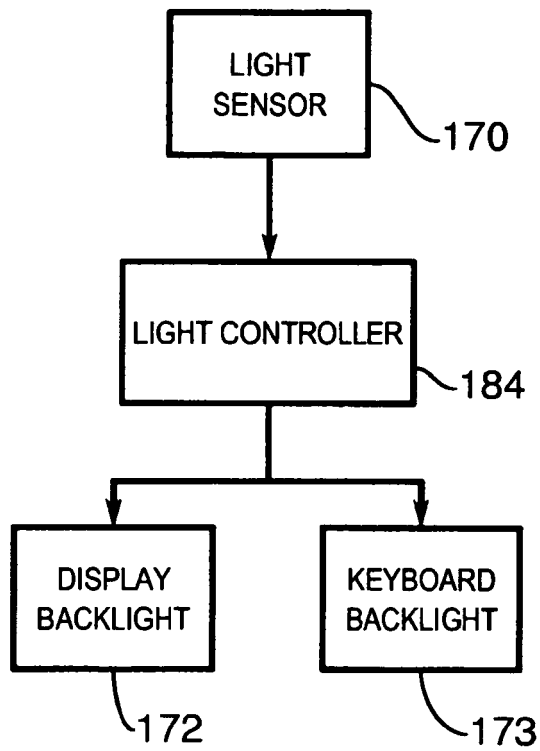 LIGHT
SENSOR
170
LIGHT CONTROLLER
184
DISPLAY
BACKLIGHT
172
KEYBOARD
BACKLIGHT
173